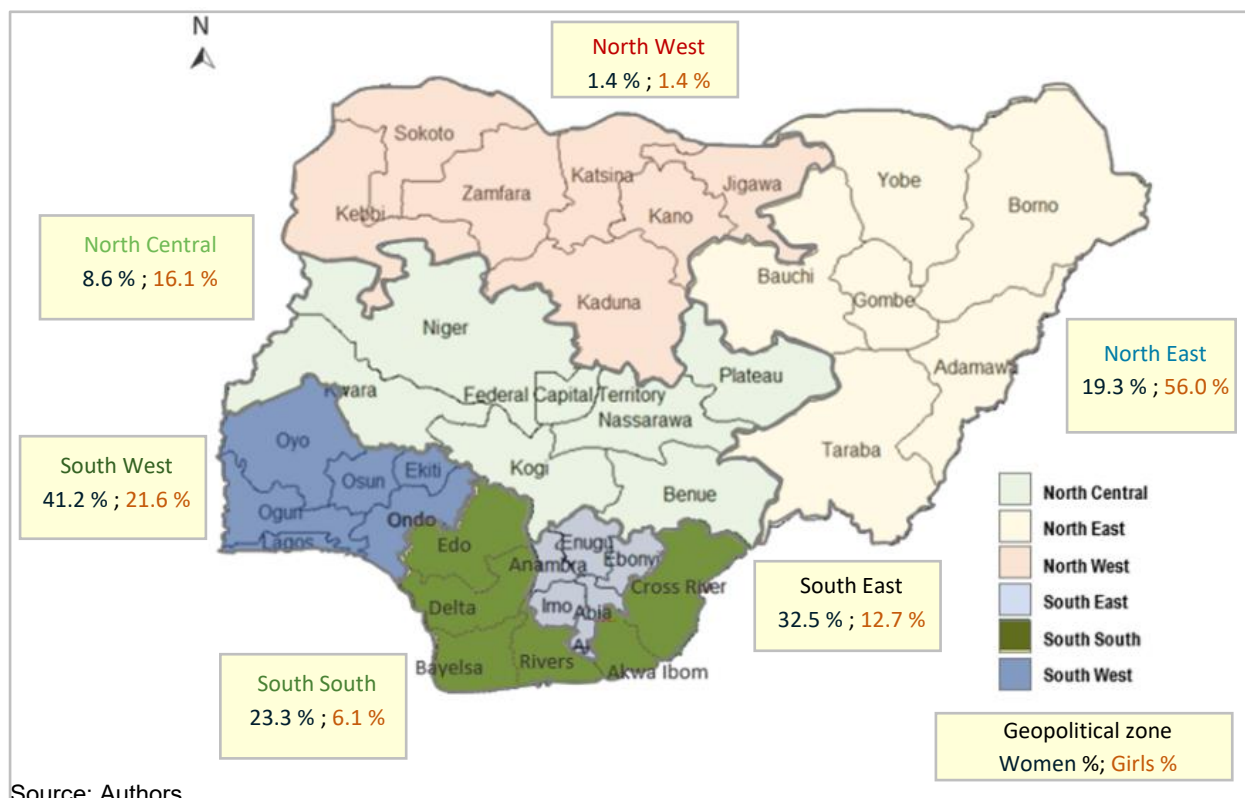 N
North West
1.4 % ; 1.4 %
Sokoto
Katsina
Jigawa
Yobe
Zamfara
Borno
Kebbi
Kano
North Central
8.6 % ; 16.1 %
Bauchi
Gombe
Kaduna
Niger
North East
19.3 % ; 56.0 %
Adamawa
Plateau
Kwara
Federal Capital Territory
Nassarawa
Oyo
Taraba
South West
41.2 % ; 21.6 %
Osun
Ekiti
Kogi
Benue
Ogun
Ondo
Lagos
North Central
North East
North West
South East
South South
South West
Edo
Enugu
Ebonyi
Anambra
Cross River
South East
32.5 % ; 12.7 %
Delta
Imo
Abia
Bayelsa
Rivers
Akwa Ibom
South South
23.3 % ; 6.1 %
Geopolitical zone
Women %; Girls %
Source: Authors